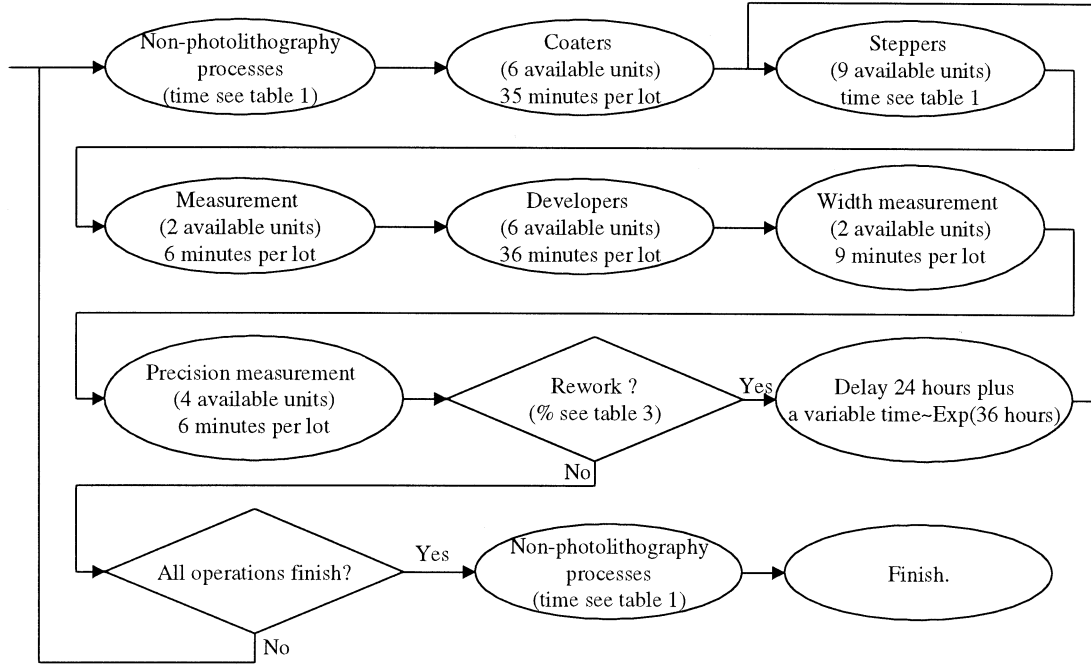 Non-photolithography
processes
(time see table 1)
Coaters
(6 available units)
35 minutes per lot
Steppers
(9 available units)
time see table 1
Measurement
(2 available units)
6 minutes per lot
Developers
(6 available units)
36 minutes per lot
Width measurement
(2 available units)
9 minutes per lot
Precision measurement
(4 available units)
6 minutes per lot
Rework ?
(% see table 3)
Yes
Delay 24 hours plus
a variable time~Exp(36 hours)
No
All operations finish?
Yes
Non-photolithography
processes
(time see table 1)
Finish.
No